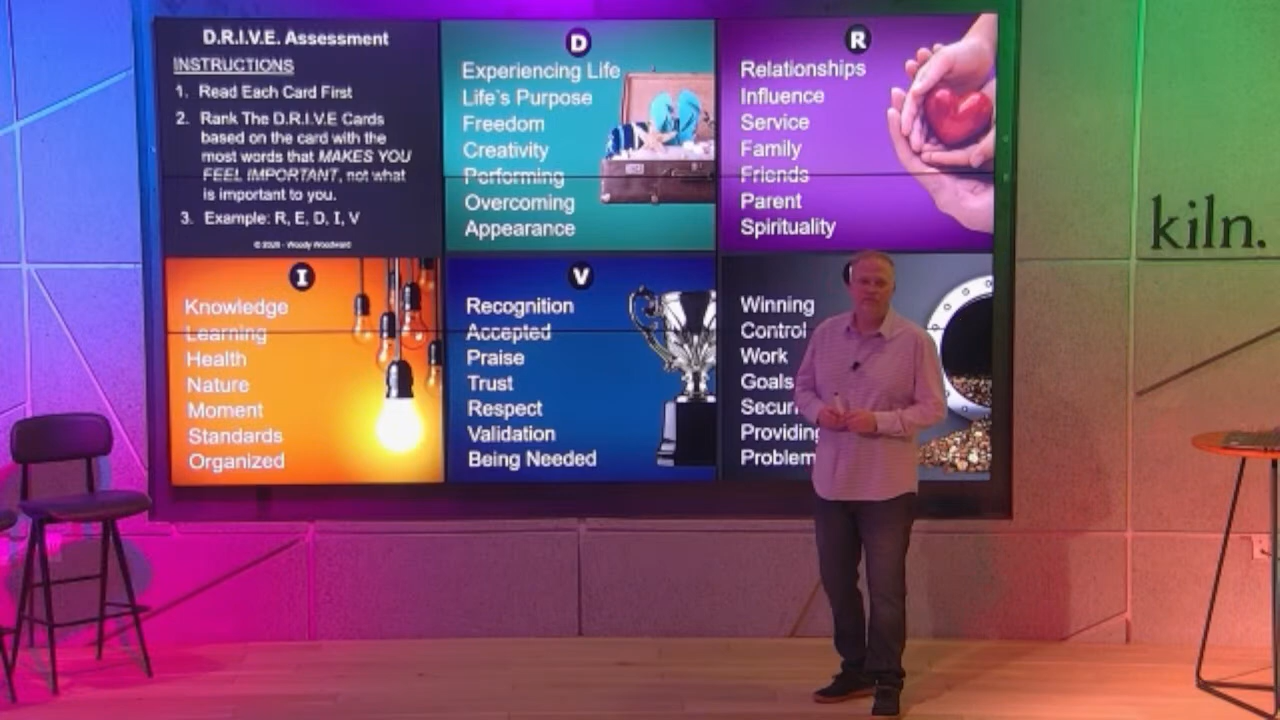 D.R.I.V.E. Assessment
INSTRUCTIONS
1. Read Each Card First
2. Rank The D.R.I.V.E Cards
based on the card with the
most words that MAKES YOU
FEEL IMPORTANT, not what
is important to you.
3. Example: R, E, D, I, V
Woody Woodward
D
Experiencing Life
Life's Purpose
Freedom
Creativity
Performing
Overcoming
Appearance
R
Relationships
Influence
Service
Family
Friends
Parent
Spirituality
kiln.
I
Knowledge
Learning
Health
Nature
Moment
Standards
Organized
V
Recognition
Accepted
Praise
Trust
Respect
Validation
Being Needed
Winning
Control
Work
Goals
Providing
Problem